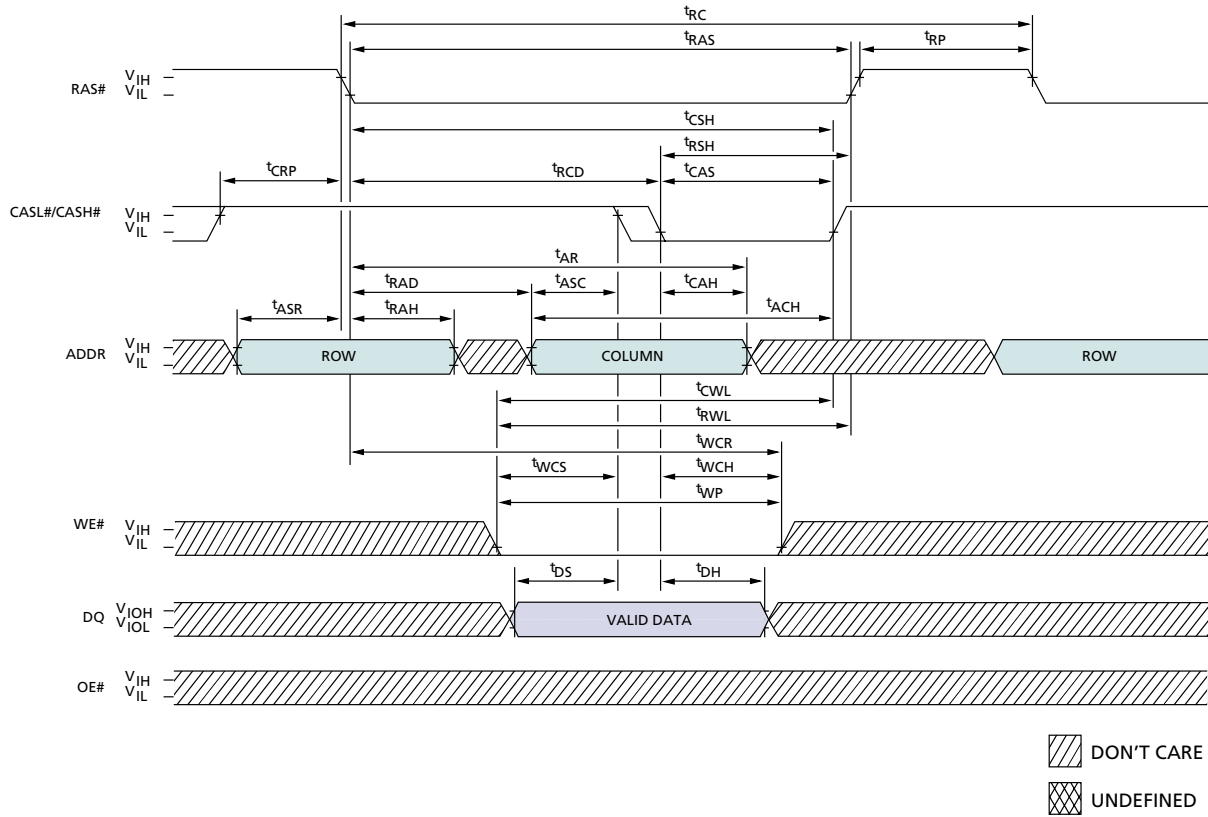 tRC
tRAS
tRP
RAS# VIH
VIL
tCSH
tRSH
tCRP
tRCD
tCAS
CASL#/CASH# VIH
VIL
tAR
tRAD
tASC
tCAH
tASR
tRAH
tACH
ADDR VIH
VIL
ROW
COLUMN
ROW
tCWL
tRWL
tWCR
tWCS
tWCH
tWP
WE# VIH
VIL
tDS
tDH
DQ VIOH
VIOL
VALID DATA
OE# VIH
VIL
DON'T CARE
UNDEFINED